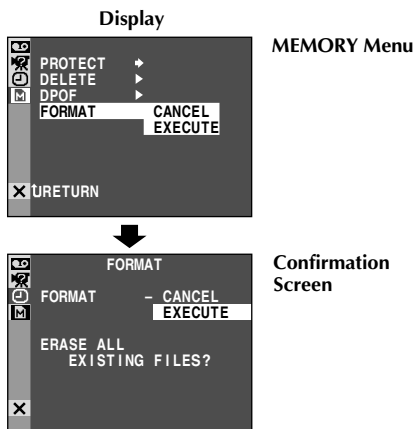 Display
MEMORY Menu
PROTECT
DELETE
DPOF
FORMAT CANCEL
EXECUTE
M
RETURN
FORMAT
Confirmation
Screen
FORMAT – CANCEL
EXECUTE
M
ERASE ALL
EXISTING FILES?